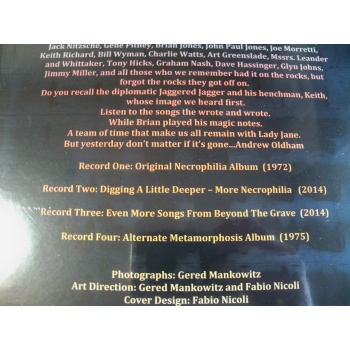 Jack Nitzsche, Gene Pitney, Brian Jones, John Paul Jones, Joe Morretti,
Keith Richard, Bill Wyman, Charlie Watts, Art Greenslade, Mssrs. Leander
and Whittaker, Tony Hicks, Graham Nash, Dave Hassinger, Glyn Johns,
Jimmy Miller, and all those who we remember had it on the rocks, but
forgot the rocks they got off on.
Do you recall the diplomatic Jaggered Jagger and his henchman, Keith,
whose image we heard first.
Listen to the songs the wrote and wrote.
While Brian played his magic notes.
A team of time that make us all remain with Lady Jane.
But yesterday don't matter if it's gone...Andrew Oldham
Record One: Original Necrophilia Album (1972)
Record Two: Digging A Little Deeper – More Necrophilia (2014)
Record Three: Even More Songs From Beyond The Grave (2014)
Record Four: Alternate Metamorphosis Album (1975)
Photographs: Gered Mankowitz
Art Direction: Gered Mankowitz and Fabio Nicoli
Cover Design: Fabio Nicoli